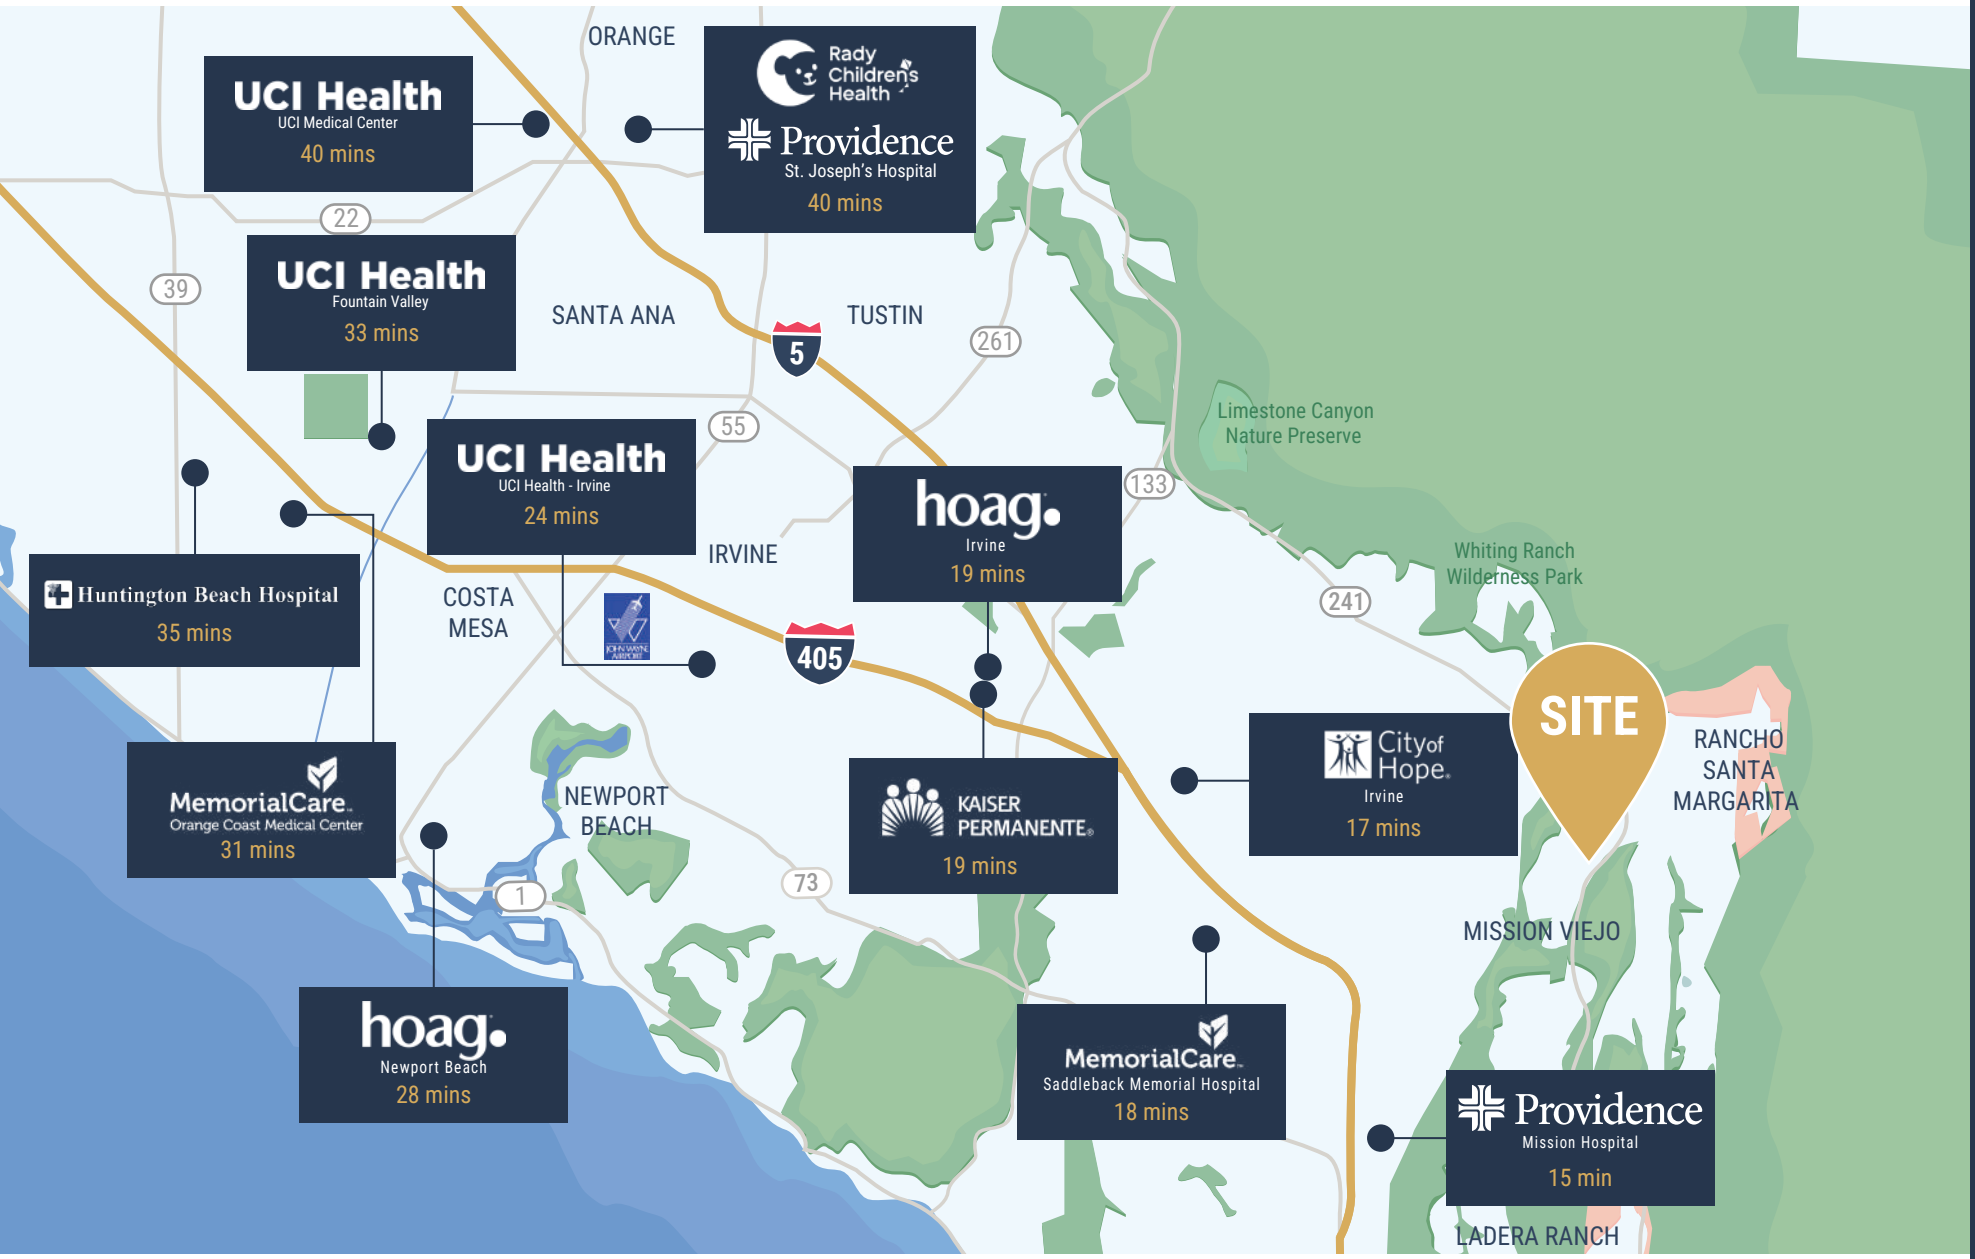 ORANGE
UCI Health
UCI Medical Center
40 mins
Rady
Children's
Health
Providence
St. Joseph's Hospital
40 mins
22
39
UCI Health
Fountain Valley
33 mins
SANTA ANA
TUSTIN
5
261
55
Limestone Canyon
Nature Preserve
UCI Health
UCI Health - Irvine
24 mins
hoag.
Irvine
19 mins
133
IRVINE
Whiting Ranch
Wilderness Park
Huntington Beach Hospital
35 mins
COSTA
MESA
JOHN WAYNE
AIRPORT
405
241
SITE
RANCHO
SANTA
MARGARITA
City of
Hope®
Irvine
17 mins
MemorialCare™
Orange Coast Medical Center
31 mins
NEWPORT
BEACH
KAISER
PERMANENTE®
19 mins
73
1
MISSION VIEJO
hoag.
Newport Beach
28 mins
MemorialCare™
Saddleback Memorial Hospital
18 mins
Providence
Mission Hospital
15 min
LADERA RANCH